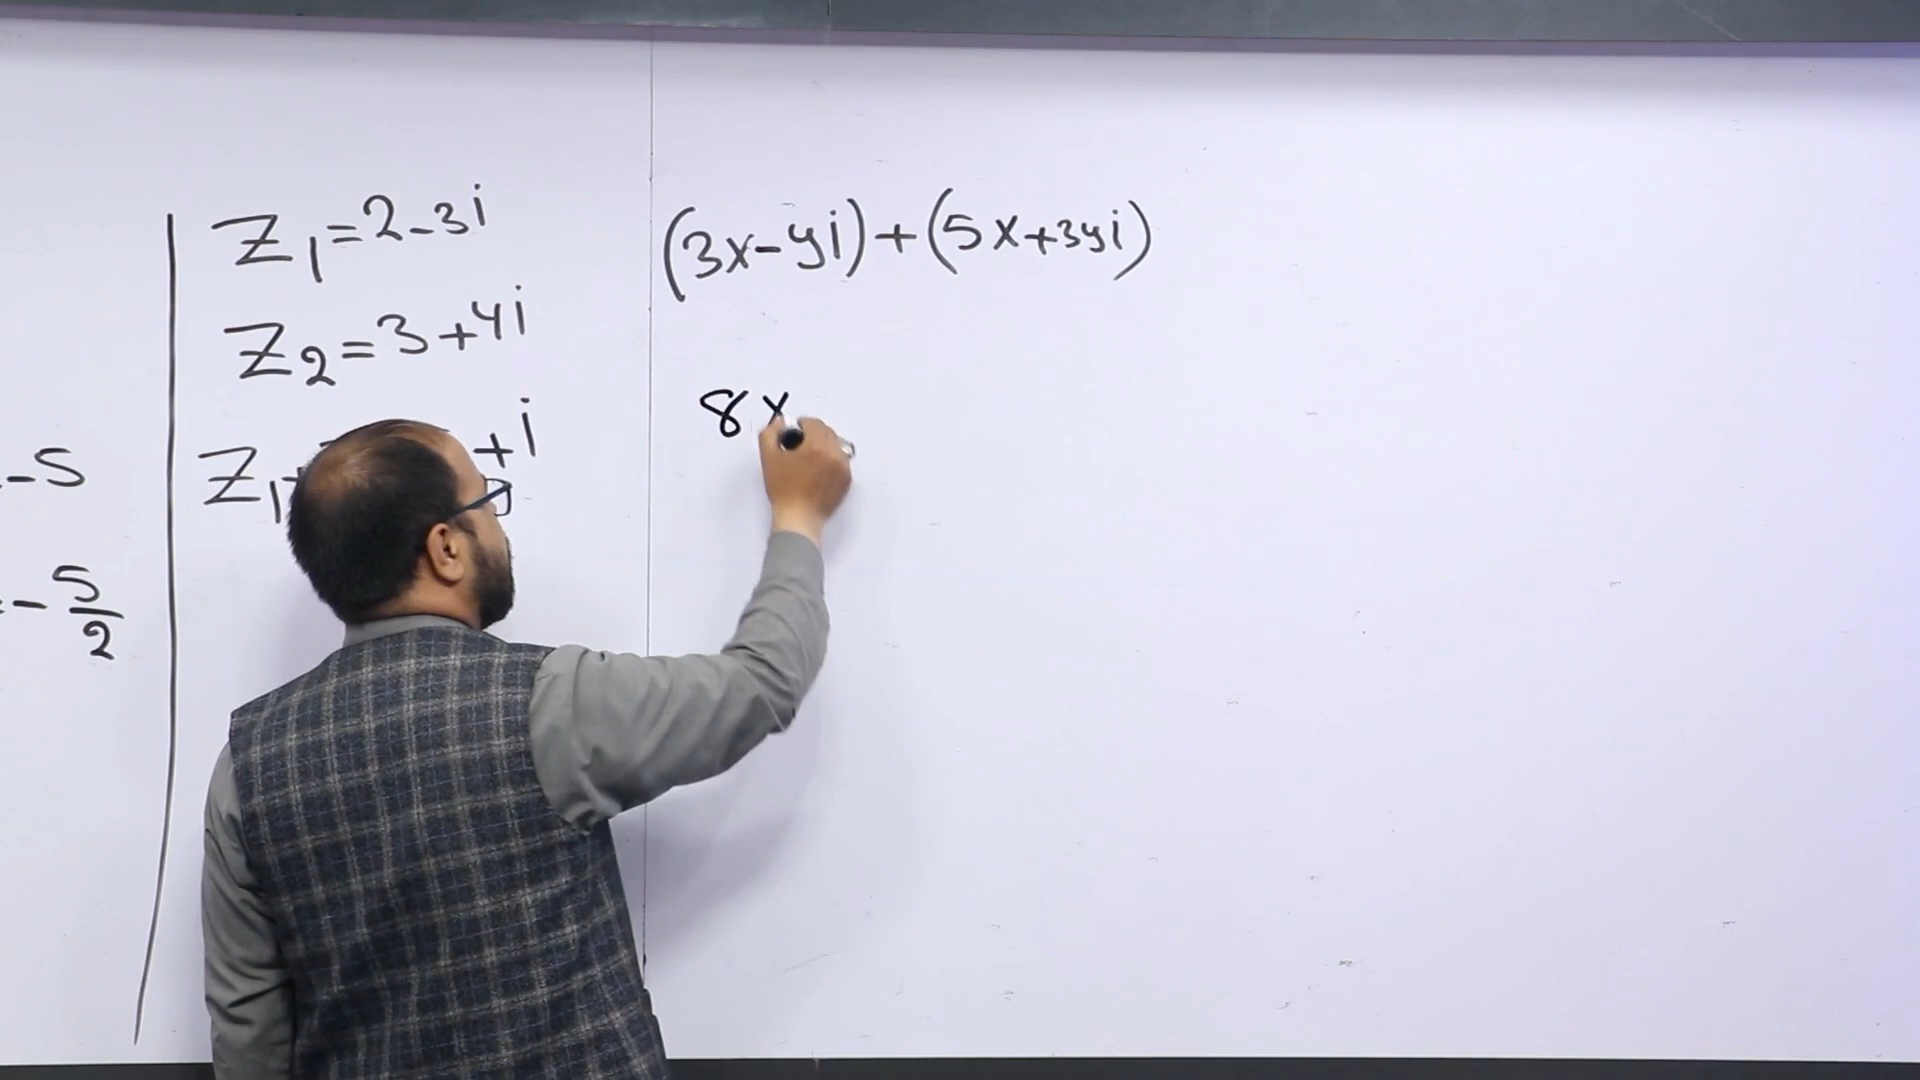 -5
= - 5/2
Z₁ = 2 - 3i
Z₂ = 3 + 4i
Z₁ + i
(3x - yi) + (5x + 3yi)
8x